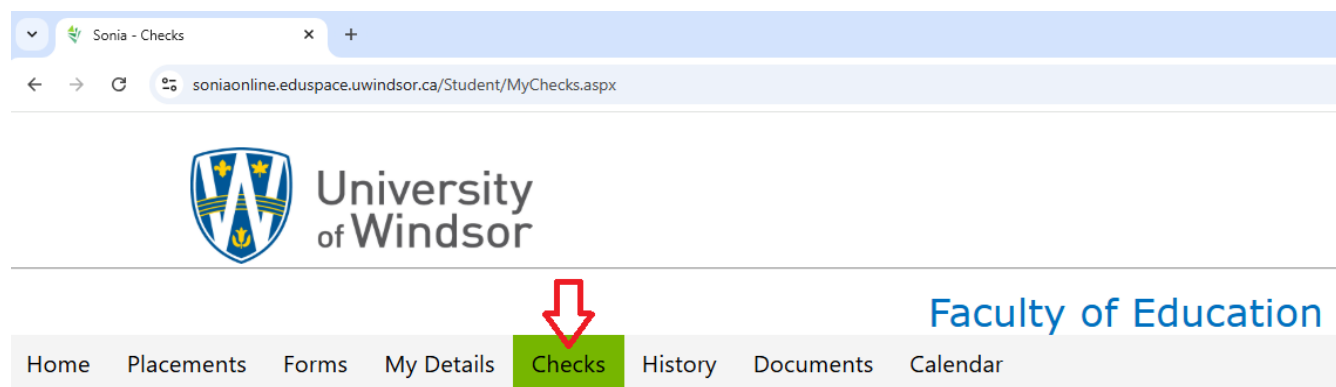 Sonia - Checks
soniaonline.eduspace.uwindsor.ca/Student/MyChecks.aspx
University
of Windsor
Faculty of Education
Home Placements Forms My Details Checks History Documents Calendar